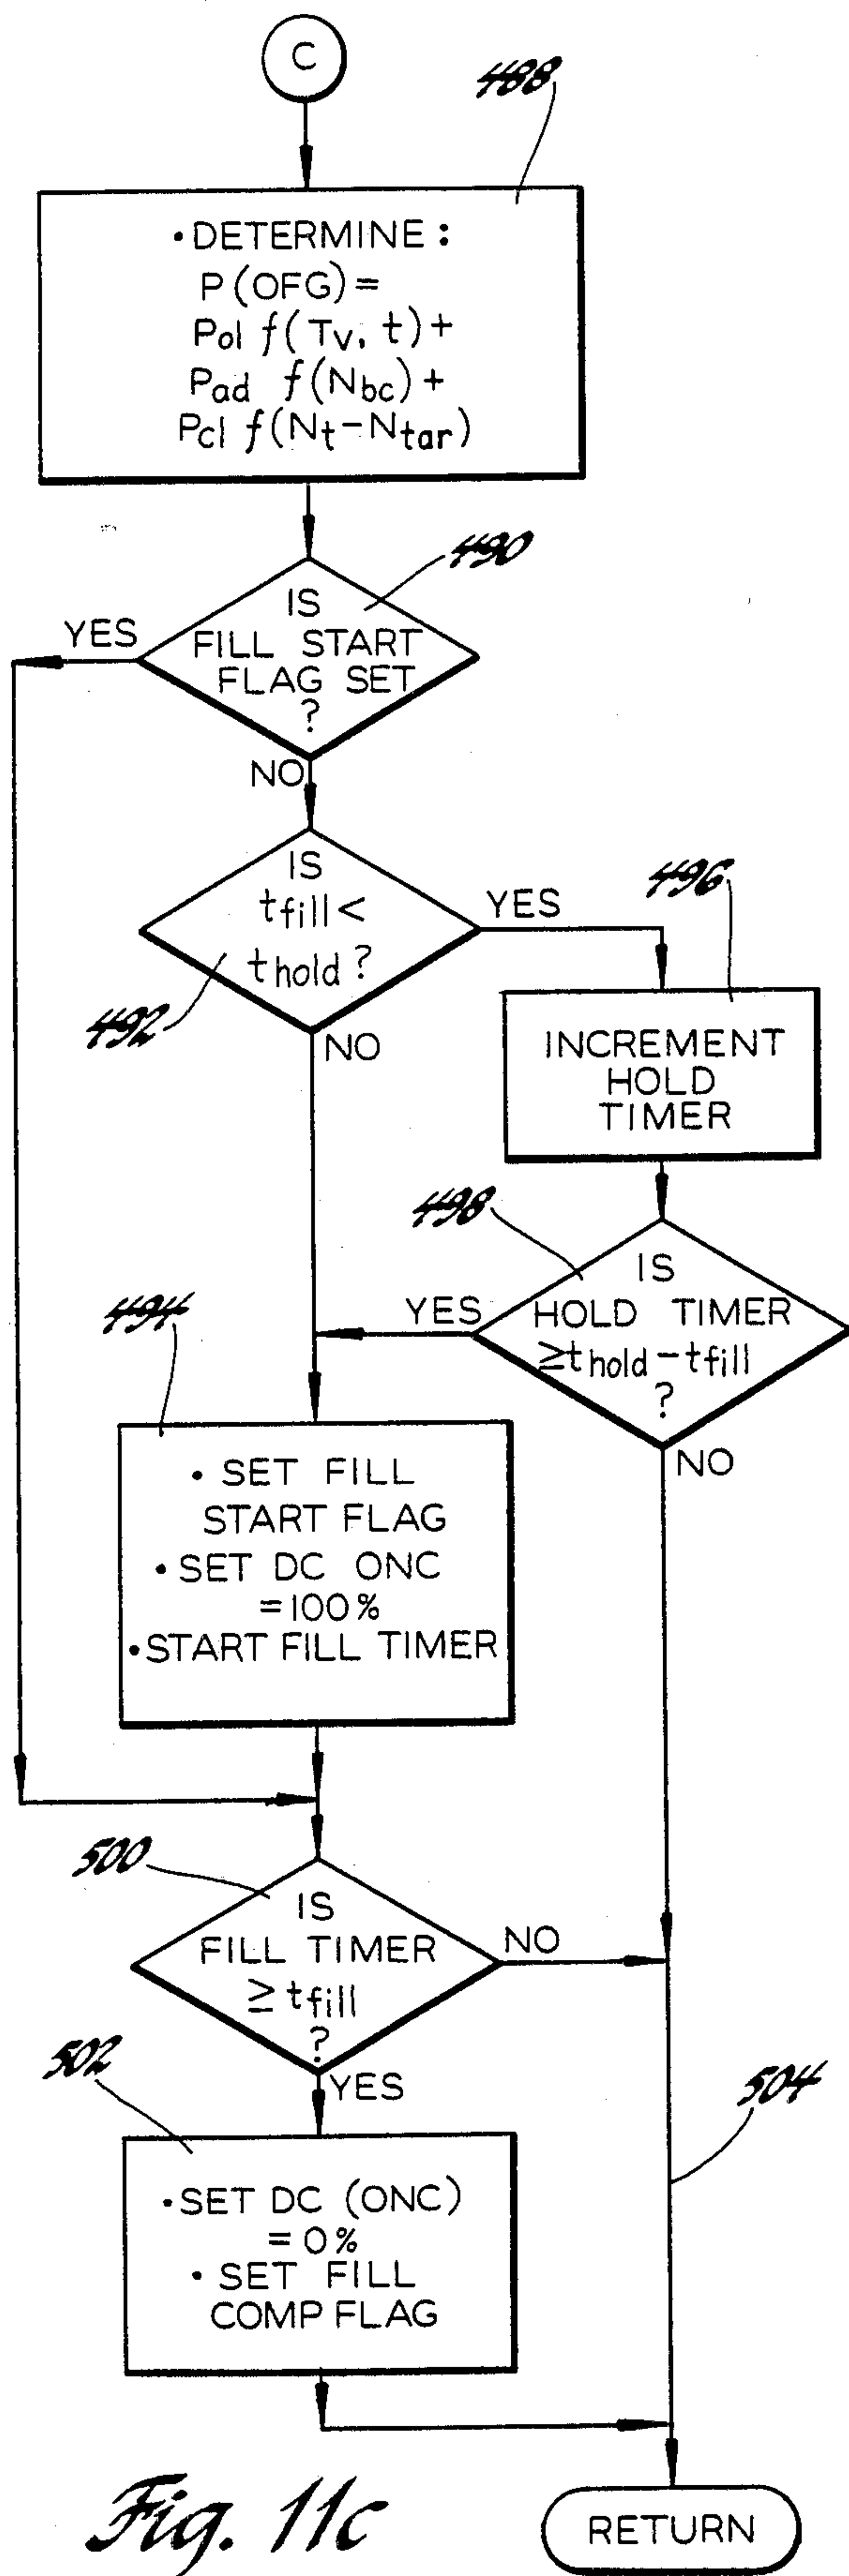 C
488
• DETERMINE :
P (OFG) =
Pol f(Tv, t) +
Pad f(Nbc) +
Pcl f(Nt - Ntar)
490
IS
FILL START
FLAG SET
?
YES
NO
IS
tfill <
thold ?
492
YES
NO
496
INCREMENT
HOLD
TIMER
498
IS
HOLD TIMER
≥ thold - tfill
?
YES
NO
494
• SET FILL
START FLAG
• SET DC ONC
= 100%
• START FILL TIMER
500
IS
FILL TIMER
≥ tfill
?
NO
YES
502
• SET DC (ONC)
= 0%
• SET FILL
COMP FLAG
504
RETURN
Fig. 11c